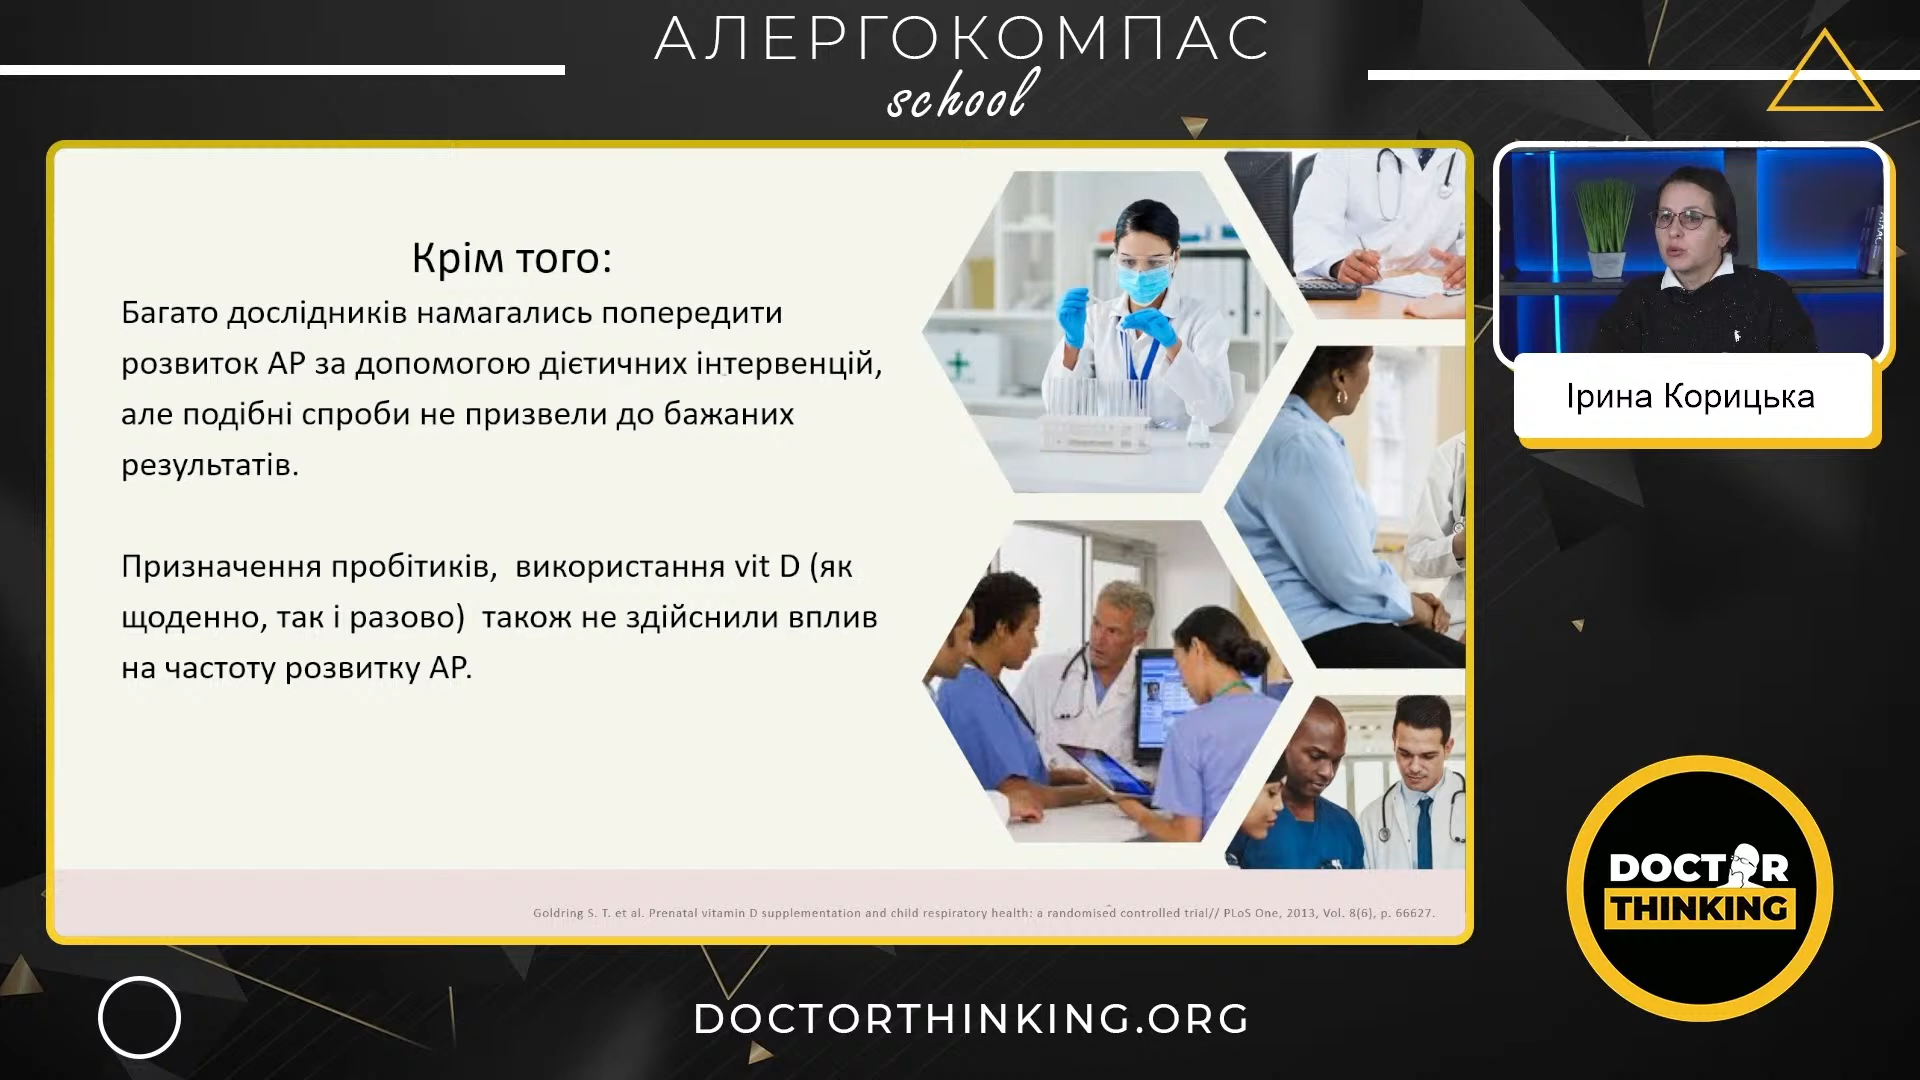 АЛЕРГОКОМПАС
school
Крім того:
Багато дослідників намагались попередити
розвиток АР за допомогою дієтичних інтервенцій,
але подібні спроби не призвели до бажаних
результатів.
Призначення пробітиків, використання vit D (як
щоденно, так і разово) також не здійснили вплив
на частоту розвитку АР.
Goldring S. T. et al. Prenatal vitamin D supplementation and child respiratory health: a randomised controlled trial// PLoS One, 2013, Vol. 8(6), p. 66627.
Ірина Корицька
DOCTOR
THINKING
DOCTORTHINKING.ORG